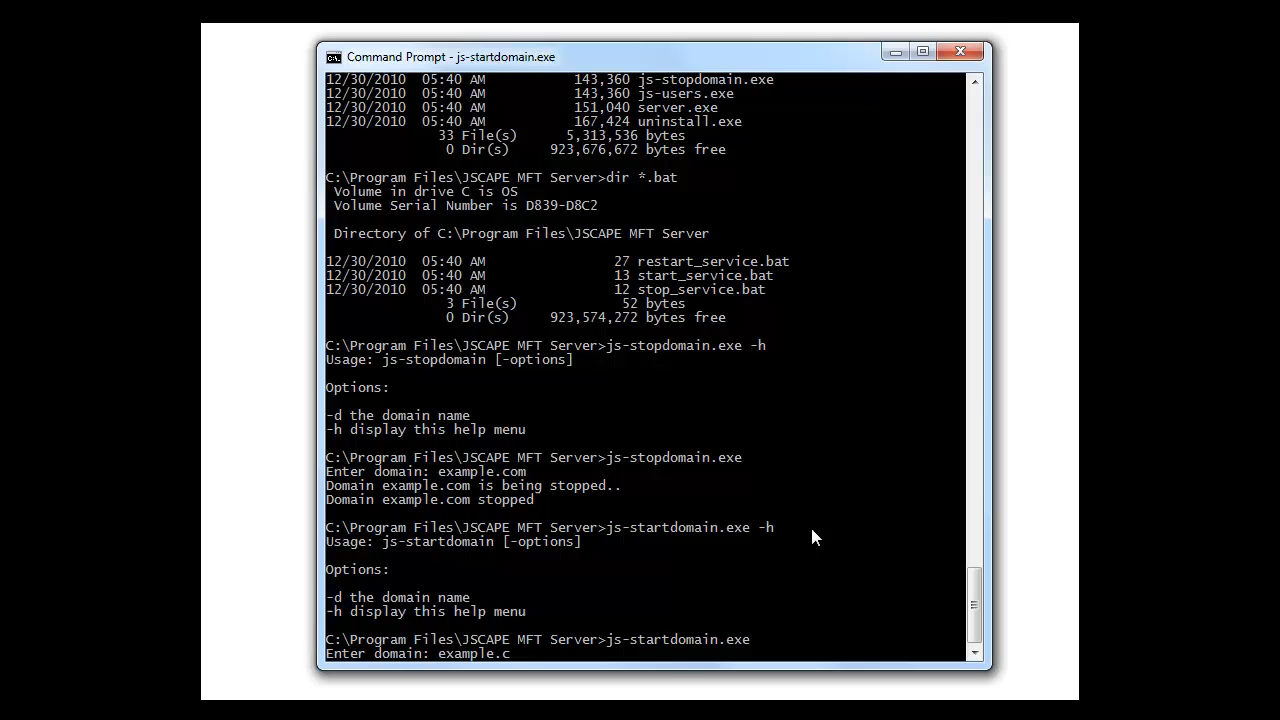 Command Prompt - js-startdomain.exe
12/30/2010  05:40 AM           143,360 js-stopdomain.exe
12/30/2010  05:40 AM           143,360 js-users.exe
12/30/2010  05:40 AM           151,040 server.exe
12/30/2010  05:40 AM           167,424 uninstall.exe
33 File(s)      5,313,536 bytes
0 Dir(s)    923,676,672 bytes free
C:\Program Files\JSCAPE MFT Server>dir *.bat
Volume in drive C is OS
Volume Serial Number is D839-D8C2
Directory of C:\Program Files\JSCAPE MFT Server
12/30/2010  05:40 AM                27 restart_service.bat
12/30/2010  05:40 AM                13 start_service.bat
12/30/2010  05:40 AM                12 stop_service.bat
3 File(s)             52 bytes
0 Dir(s)    923,574,272 bytes free
C:\Program Files\JSCAPE MFT Server>js-stopdomain.exe -h
Usage: js-stopdomain [-options]
Options:
-d the domain name
-h display this help menu
C:\Program Files\JSCAPE MFT Server>js-stopdomain.exe
Enter domain: example.com
Domain example.com is being stopped..
Domain example.com stopped
C:\Program Files\JSCAPE MFT Server>js-startdomain.exe -h
Usage: js-startdomain [-options]
Options:
-d the domain name
-h display this help menu
C:\Program Files\JSCAPE MFT Server>js-startdomain.exe
Enter domain: example.c